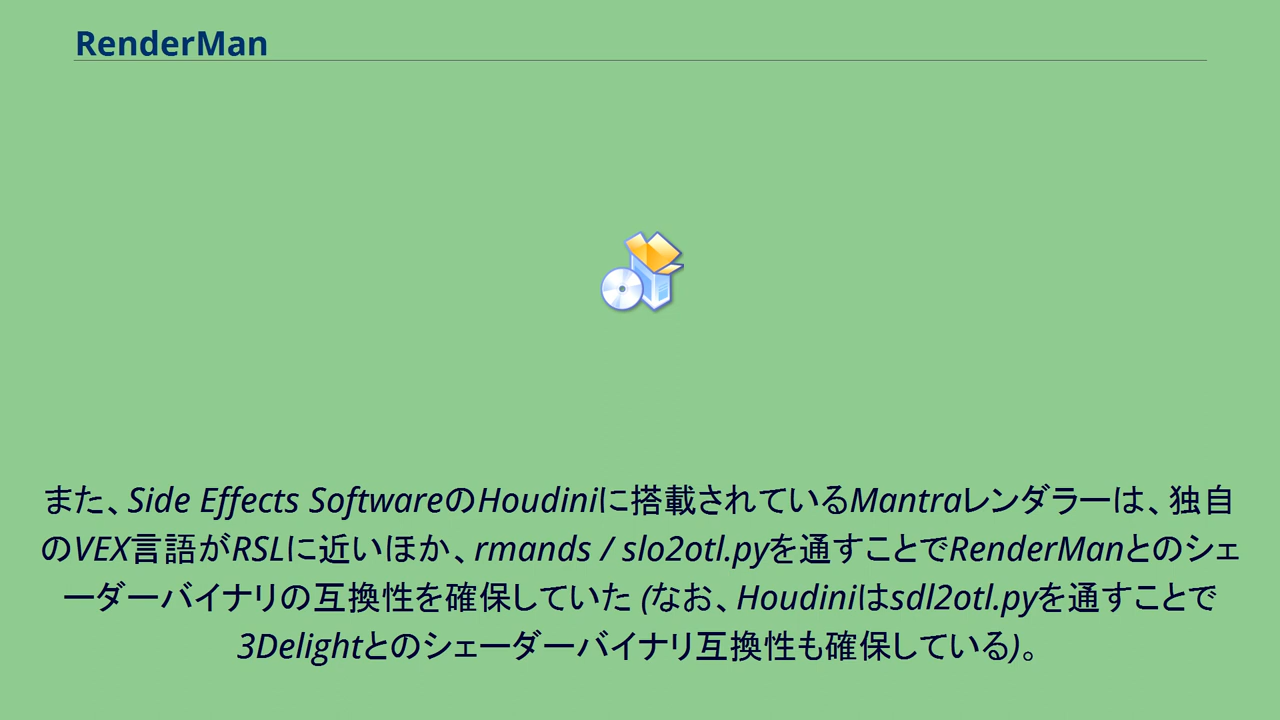 RenderMan
また、Side Effects SoftwareのHoudiniに搭載されているMantraレンダラーは、独自
のVEX言語がRSLに近いほか、rmands / slo2otl.pyを通すことでRenderManとのシェ
ーダーバイナリの互換性を確保していた (なお、Houdiniはsdl2otl.pyを通すことで
3Delightとのシェーダーバイナリ互換性も確保している)。